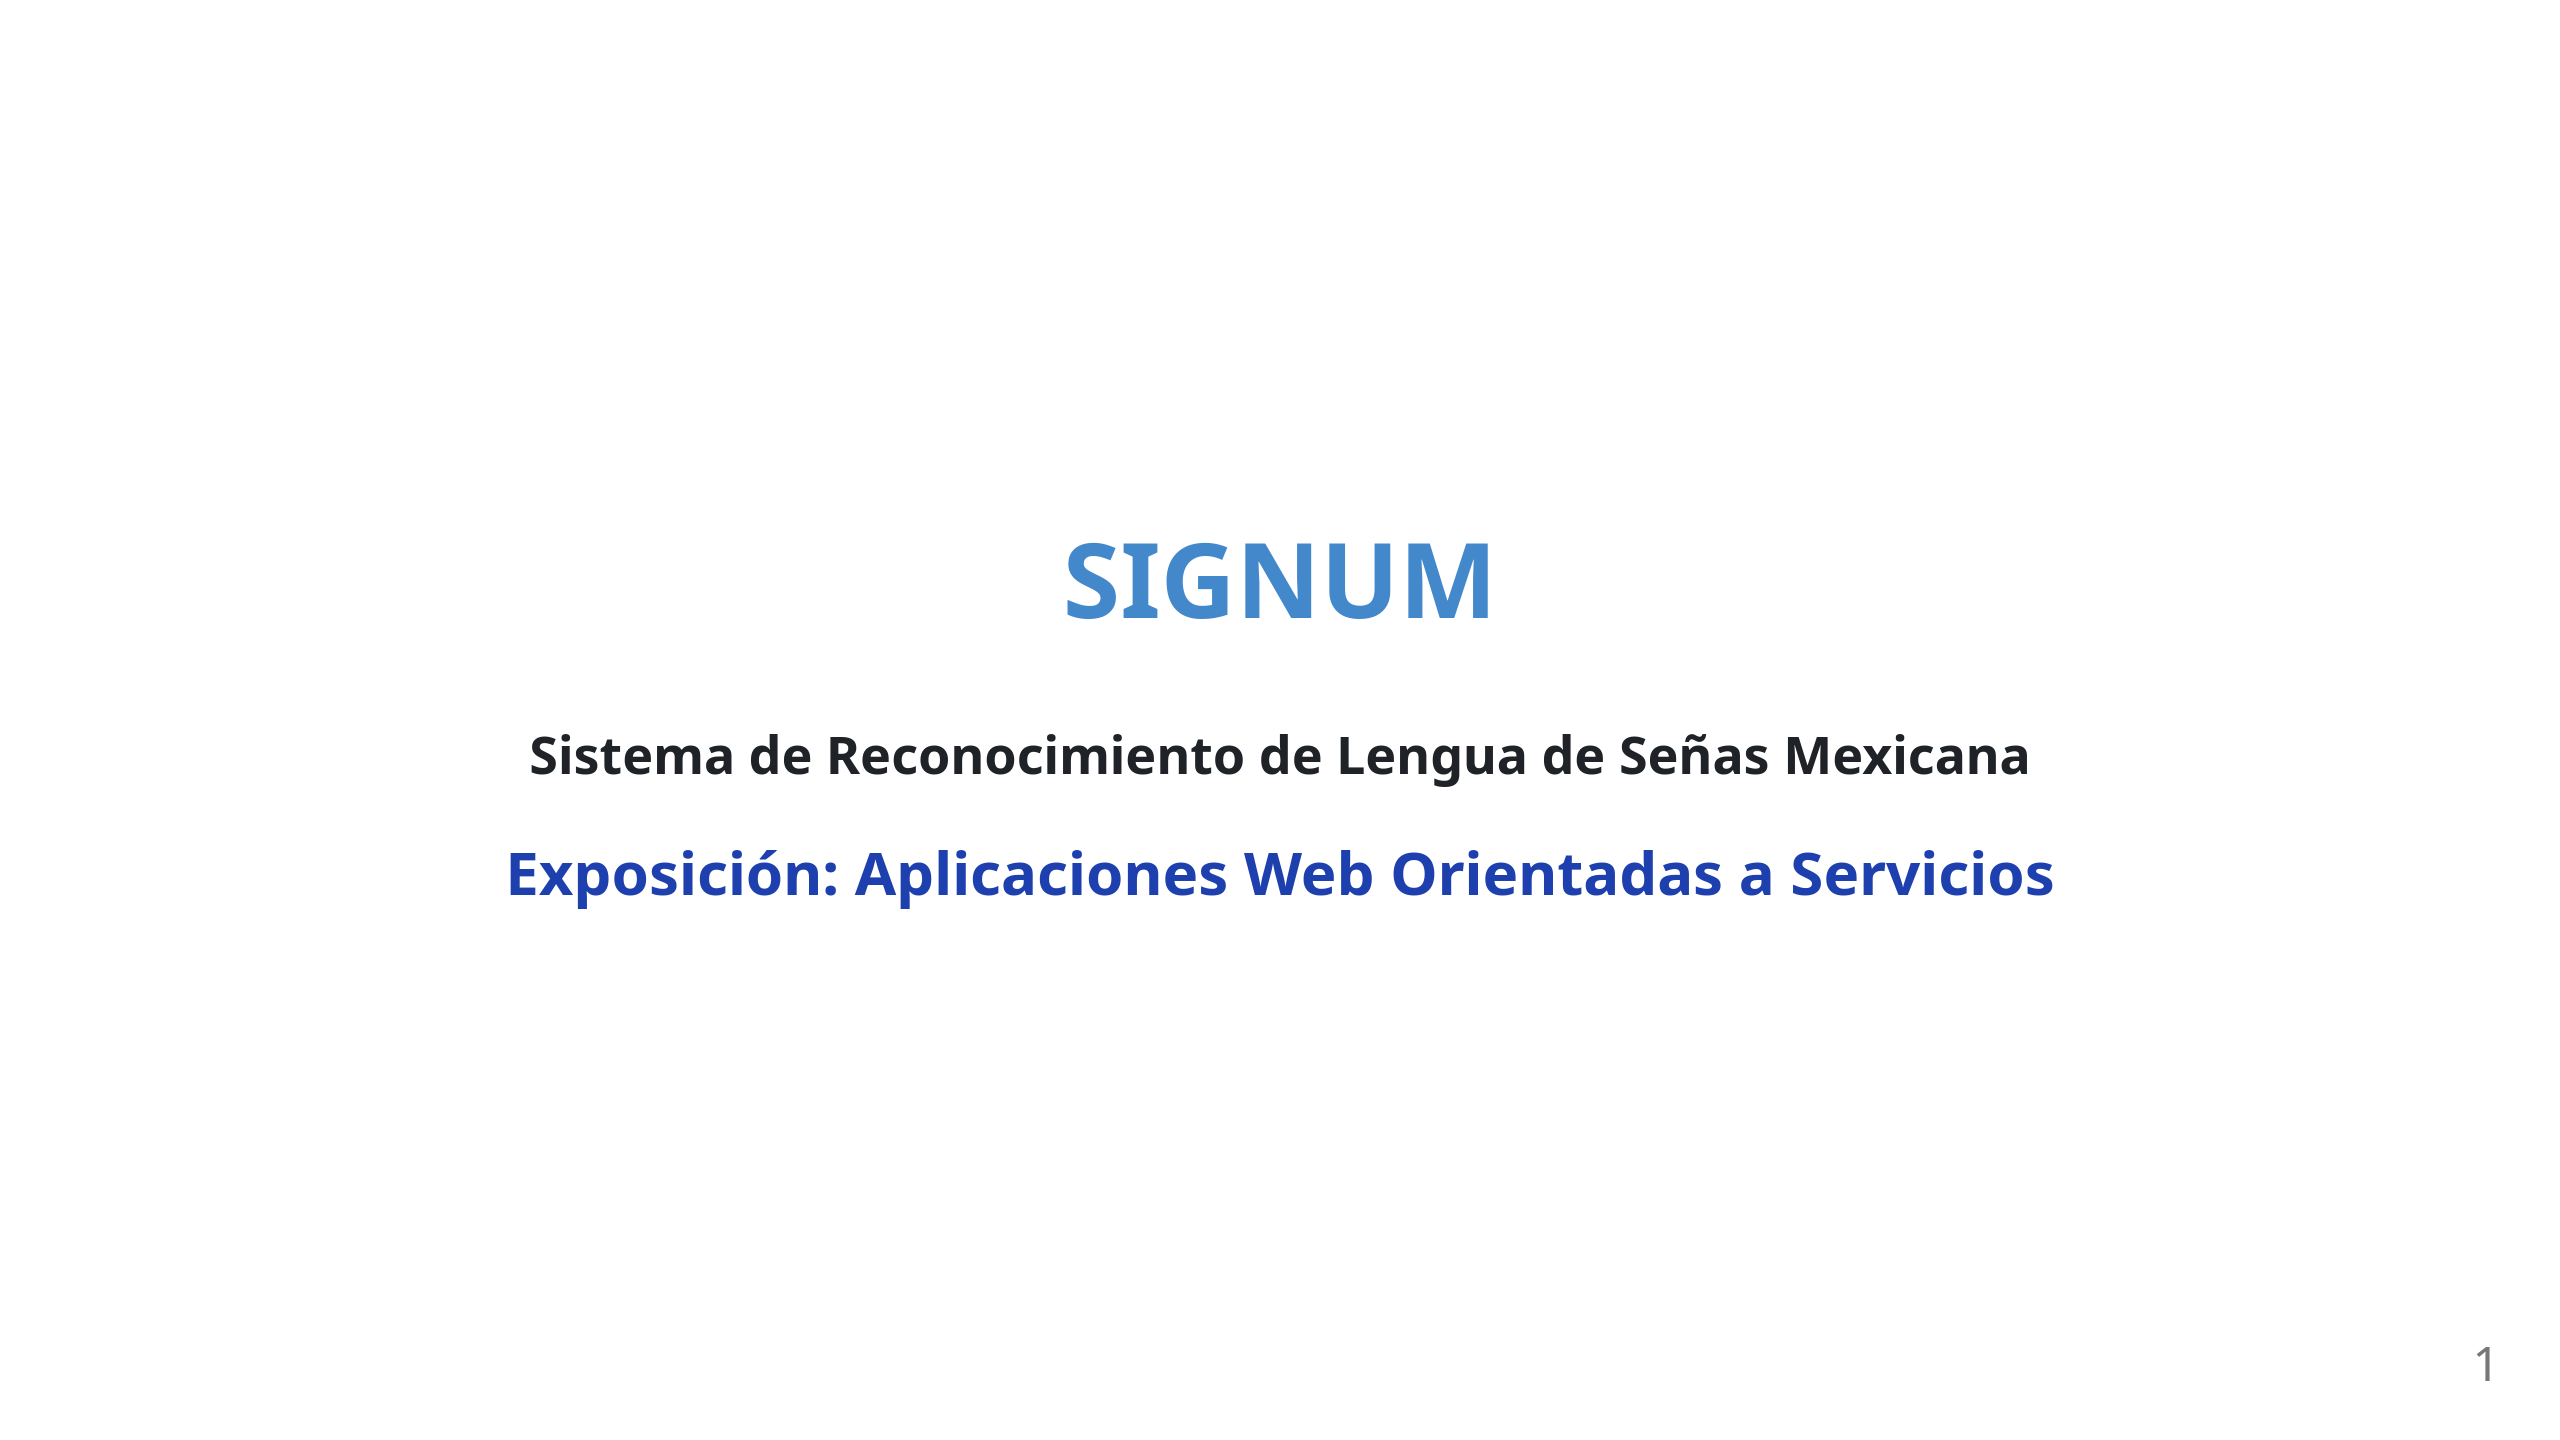 SIGNUM
Sistema de Reconocimiento de Lengua de Señas Mexicana
Exposición: Aplicaciones Web Orientadas a Servicios
1